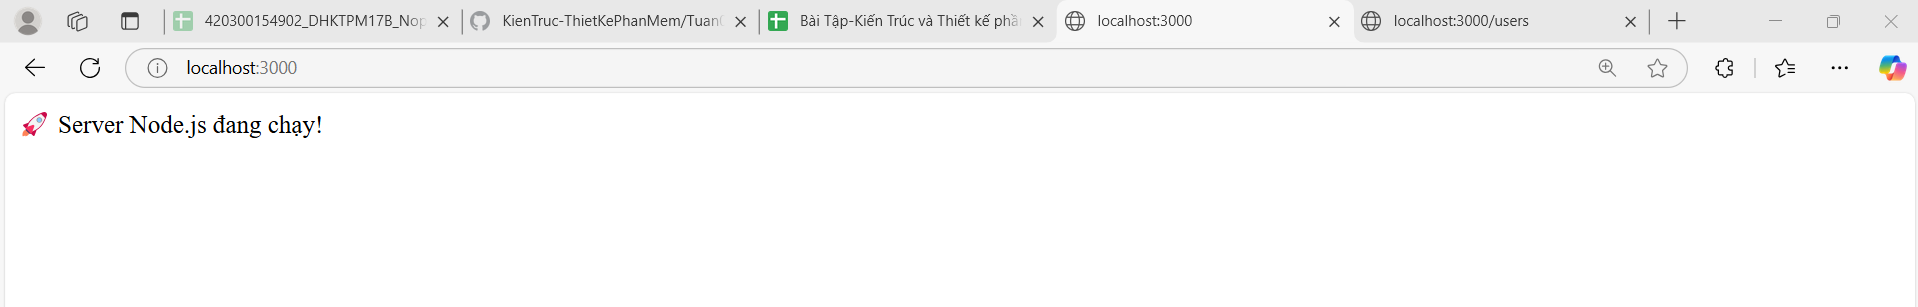 420300154902_DHKTPM17B_Nop
KienTruc-ThietKePhanMem/Tuan
Bài Tập-Kiến Trúc và Thiết kế phần
localhost:3000
localhost:3000/users
localhost:3000
🚀 Server Node.js đang chạy!